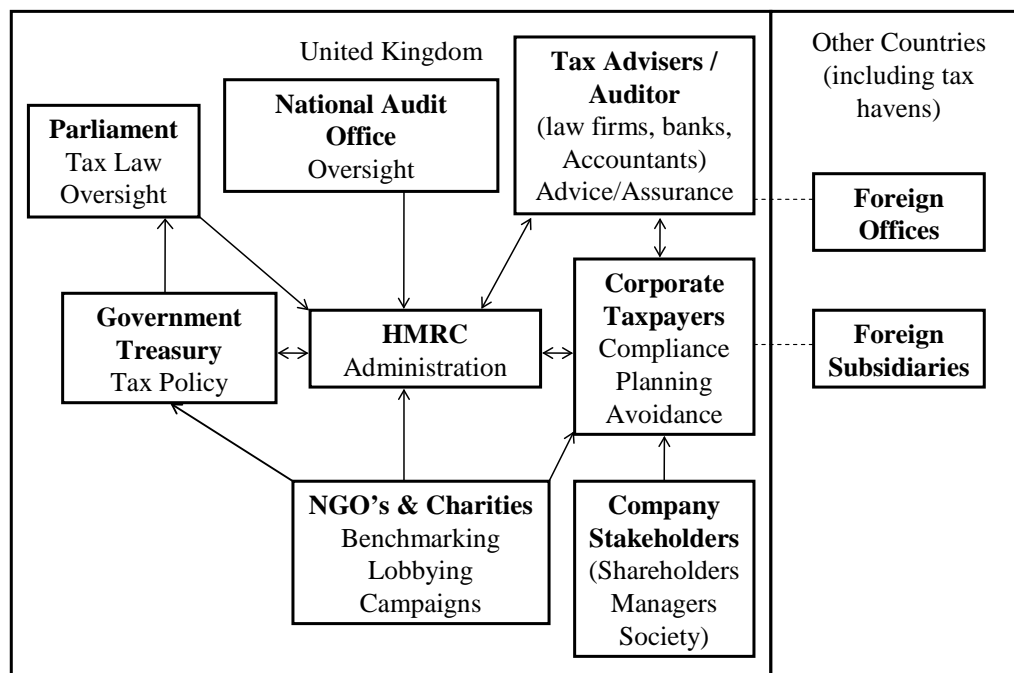 United Kingdom
Parliament
Tax Law
Oversight
National Audit
Office
Oversight
Tax Advisers /
Auditor
(law firms, banks,
Accountants)
Advice/Assurance
Other Countries
(including tax
havens)
Foreign
Offices
Government
Treasury
Tax Policy
HMRC
Administration
Corporate
Taxpayers
Compliance
Planning
Avoidance
Foreign
Subsidiaries
NGO's & Charities
Benchmarking
Lobbying
Campaigns
Company
Stakeholders
(Shareholders
Managers
Society)